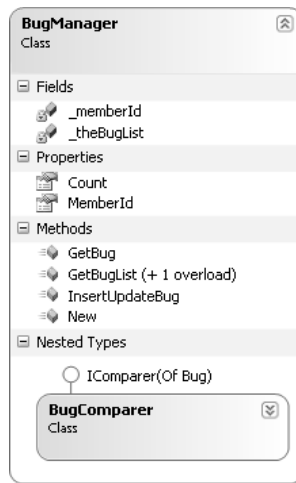 BugManager
Class
Fields
_memberId
_theBugList
Properties
Count
MemberId
Methods
GetBug
GetBugList (+ 1 overload)
InsertUpdateBug
New
Nested Types
IComparer(Of Bug)
BugComparer
Class